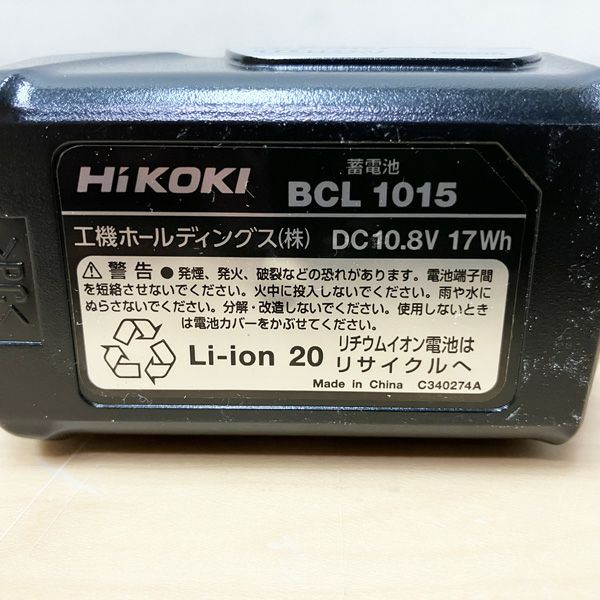 HiKOKI
蓄電池
BCL 1015
工機ホールディングス(株) DC10.8V 17Wh
警告 ● 発煙、発火、破裂などの恐れがあります。電池端子間
を短絡させないでください。火中に投入しないでください。雨や水に
ぬらさないでください。分解・改造しないでください。使用しないとき
は電池カバーをかぶせてください。
Li-ion 20 リチウムイオン電池は
リサイクルへ
Made in China C340274A